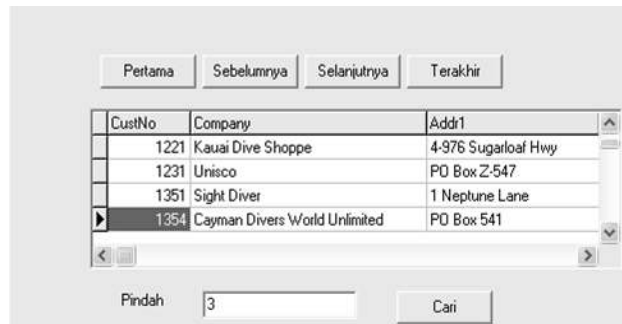 Pertama Sebelumnya Selanjutnya Terakhir
CustNo Company Addr1
1221 Kauai Dive Shoppe 4-976 Sugarloaf Hwy
1231 Unisco PO Box Z-547
1351 Sight Diver 1 Neptune Lane
1354 Cayman Divers World Unlimited PO Box 541
Pindah 3 Cari